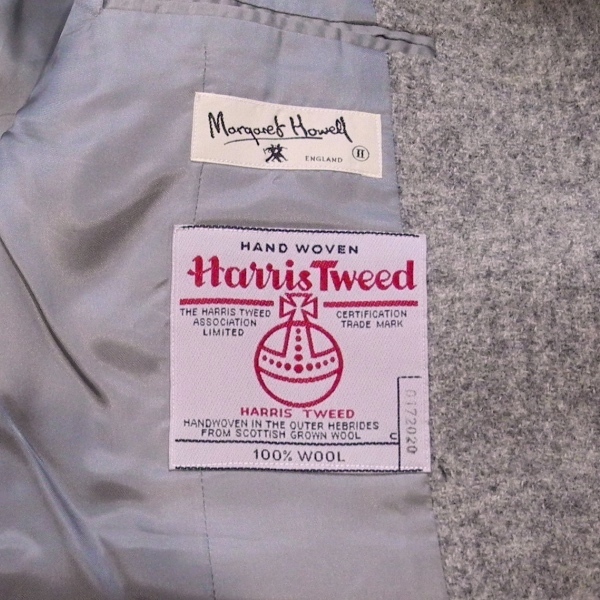 Margaret Howell
ENGLAND II
HAND WOVEN
Harris Tweed
THE HARRIS TWEED
ASSOCIATION
LIMITED
CERTIFICATION
TRADE MARK
HARRIS TWEED
HANDWOVEN IN THE OUTER HEBRIDES
FROM SCOTTISH GROWN WOOL
C
0172020
100% WOOL